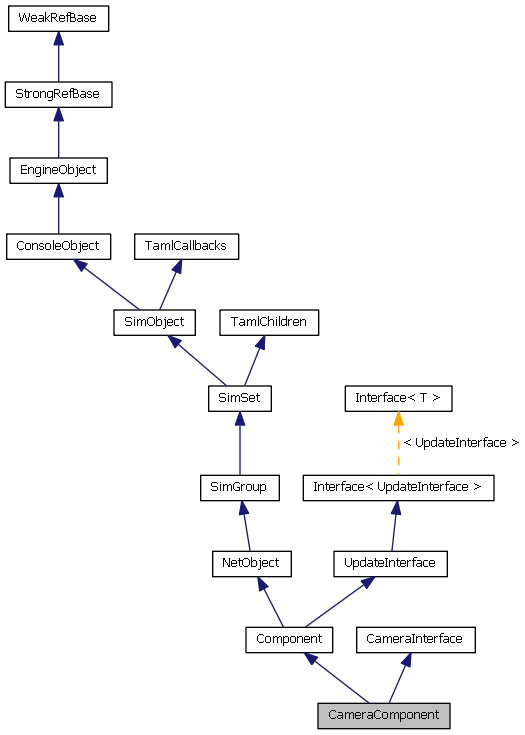 WeakRefBase
StrongRefBase
EngineObject
ConsoleObject
TamlCallbacks
SimObject
TamlChildren
SimSet
Interface< T >
< UpdateInterface >
SimGroup
Interface< UpdateInterface >
NetObject
UpdateInterface
Component
CameraInterface
CameraComponent